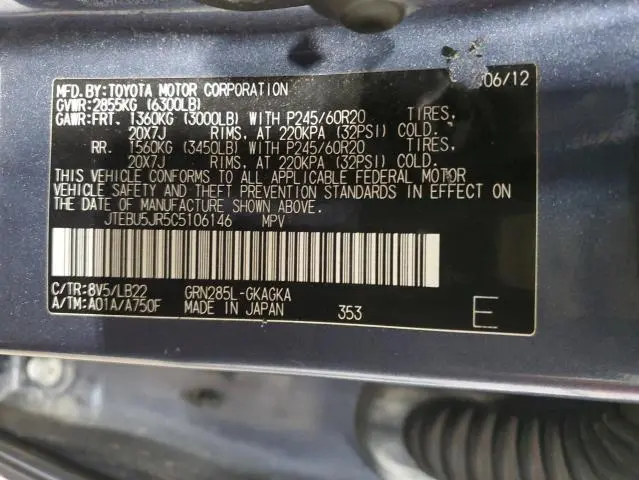 MFD.BY:TOYOTA MOTOR CORPORATION 06/12
GVWR:2855KG (6300LB)
GAWR:FRT. 1360KG (3000LB) WITH P245/60R20 TIRES,
20X7J RIMS, AT 220KPA (32PSI) COLD.
RR. 1560KG (3450LB) WITH P245/60R20 TIRES,
20X7J RIMS, AT 220KPA (32PSI) COLD.
THIS VEHICLE CONFORMS TO ALL APPLICABLE FEDERAL MOTOR
VEHICLE SAFETY AND THEFT PREVENTION STANDARDS IN EFFECT ON
THE DATE OF MANUFACTURE SHOWN ABOVE.
JTEBU5JR5C5106146 MPV
C/TR:8V5/LB22 GRN285L-GKAGKA
A/TM:A01A/A750F MADE IN JAPAN 353 E